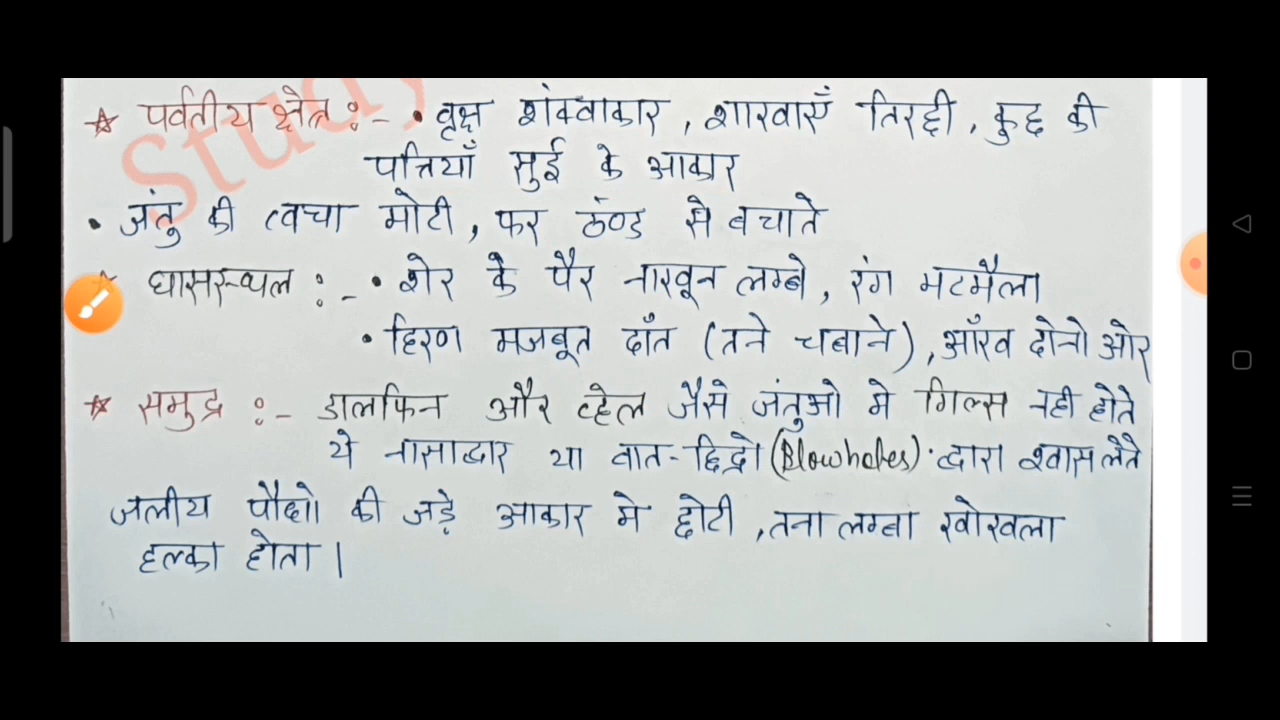 Study
☆ पर्वतीय क्षेत्र :- • वृक्ष शंक्वाकार , शाखाएँ तिरछी , कुछ की
पत्तियाँ सुई के आकार
• जंतु की त्वचा मोटी , फर ठण्ड से बचाते
☆ घासस्थल :- • शेर के पैर नाखून लम्बे , रंग मटमैला
• हिरण मजबूत दाँत (तने चबाने) , आँख दोनो ओर
☆ समुद्र :- डालफिन और व्हेल जैसे जंतुओ मे गिल्स नही होते
ये नासाद्वार या वात-छिद्रो (Blowholes) द्वारा श्वास लेते
जलीय पौधो की जड़े आकार मे छोटी , तना लम्बा खोखला
हल्का होता ।